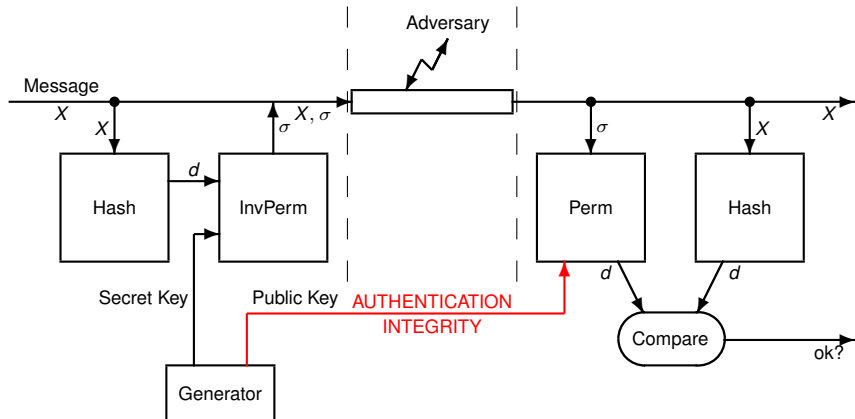 Adversary
Message
X
X, σ
X
X
σ
σ
X
Hash
d
InvPerm
Perm
Hash
d
d
Secret Key
Public Key
AUTHENTICATION
INTEGRITY
Compare
ok?
Generator